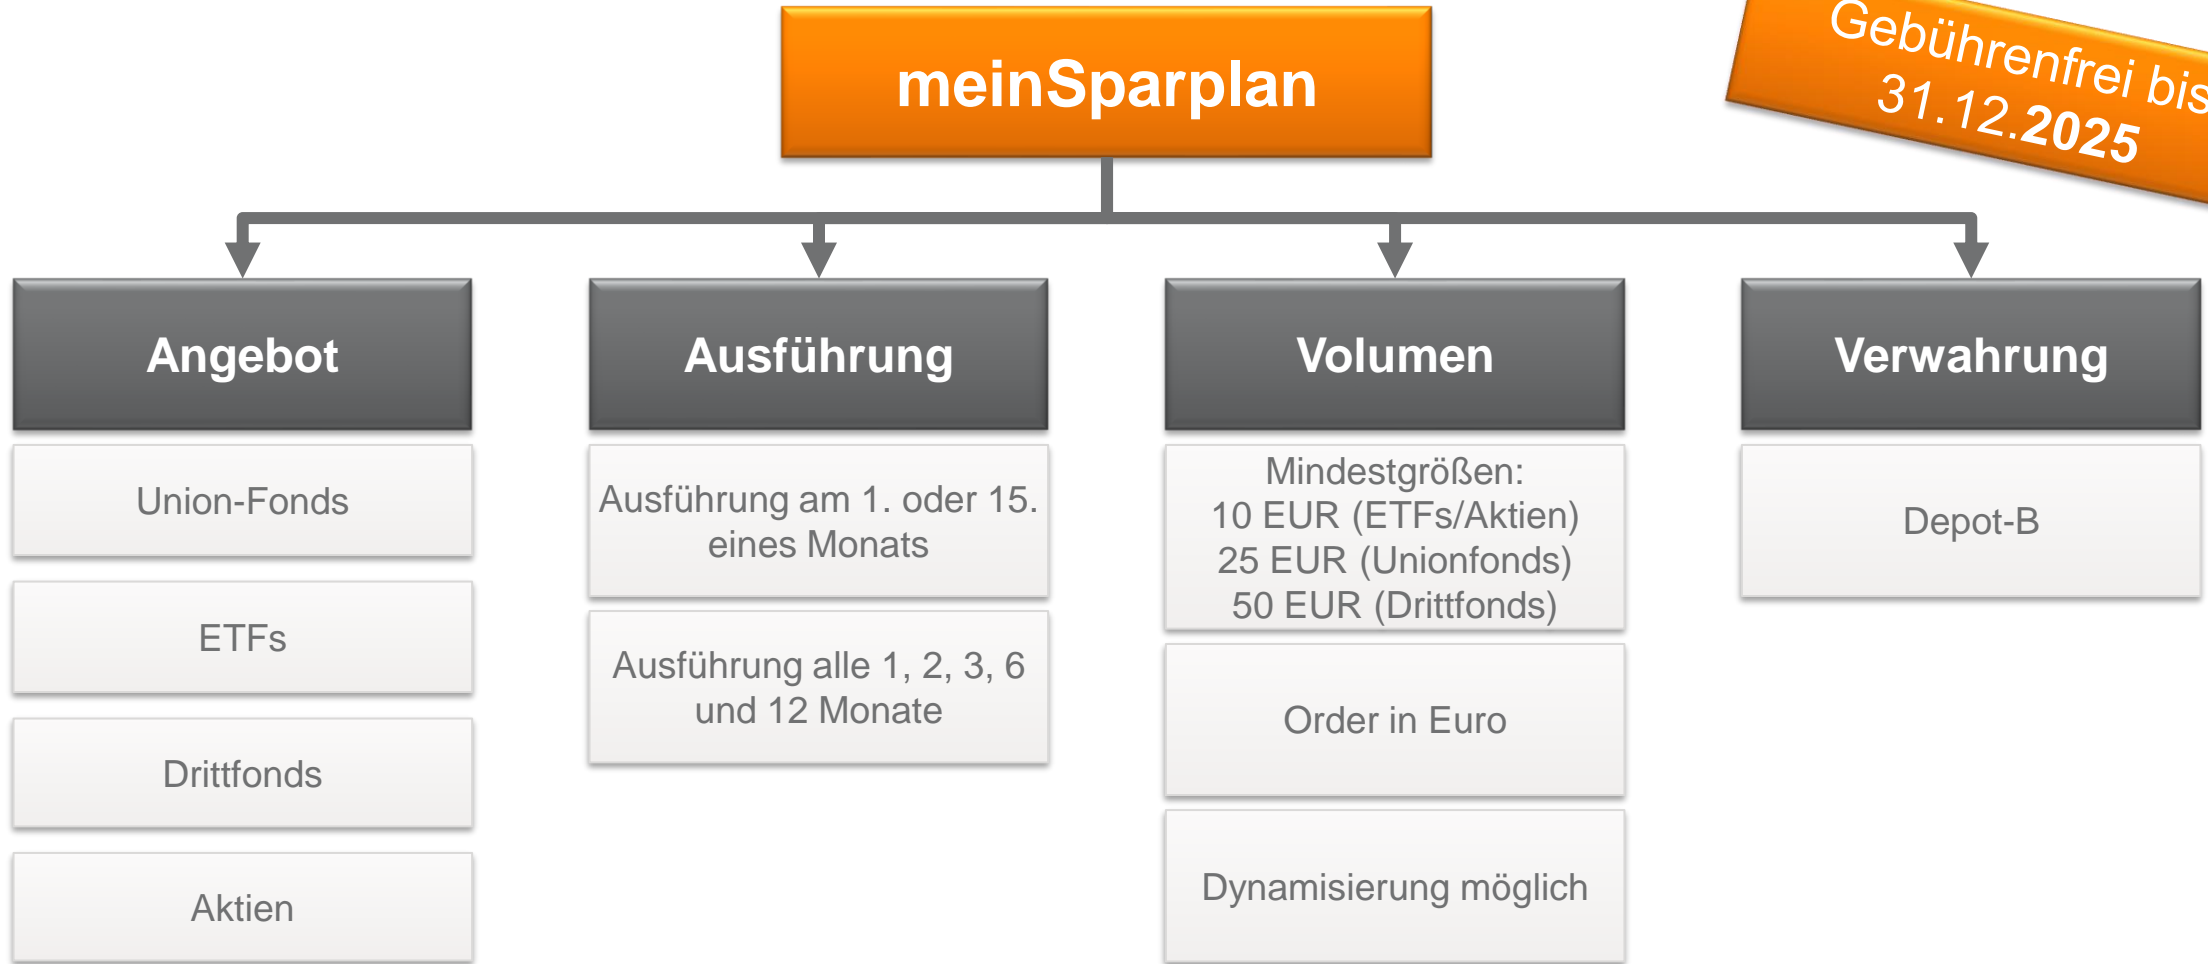 meinSparplan
Gebührenfrei bis
31.12.2025
Angebot
Union-Fonds
ETFs
Drittfonds
Aktien
Ausführung
Ausführung am 1. oder 15.
eines Monats
Ausführung alle 1, 2, 3, 6
und 12 Monate
Volumen
Mindestgrößen:
10 EUR (ETFs/Aktien)
25 EUR (Unionfonds)
50 EUR (Drittfonds)
Order in Euro
Dynamisierung möglich
Verwahrung
Depot-B